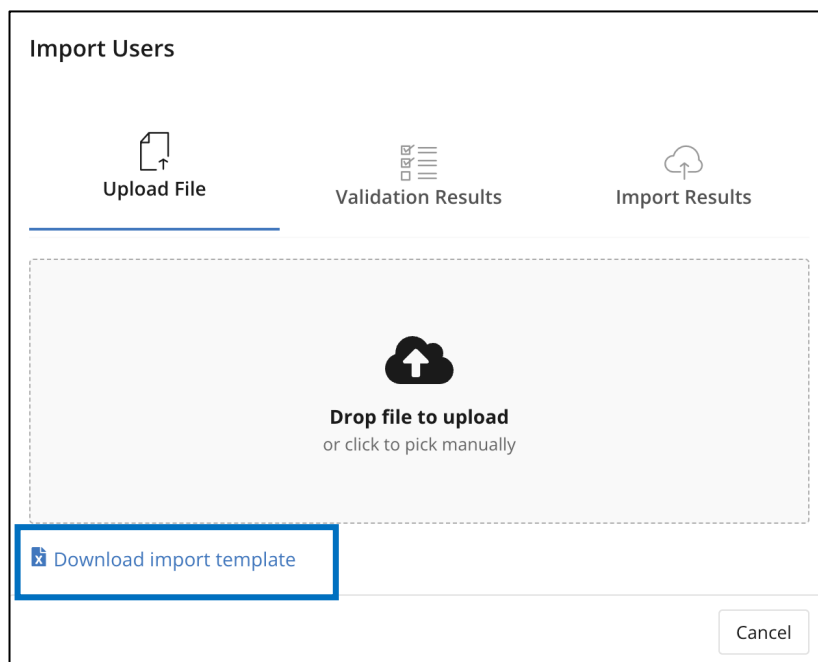 Import Users
Upload File
Validation Results
Import Results
Drop file to upload
or click to pick manually
Download import template
Cancel